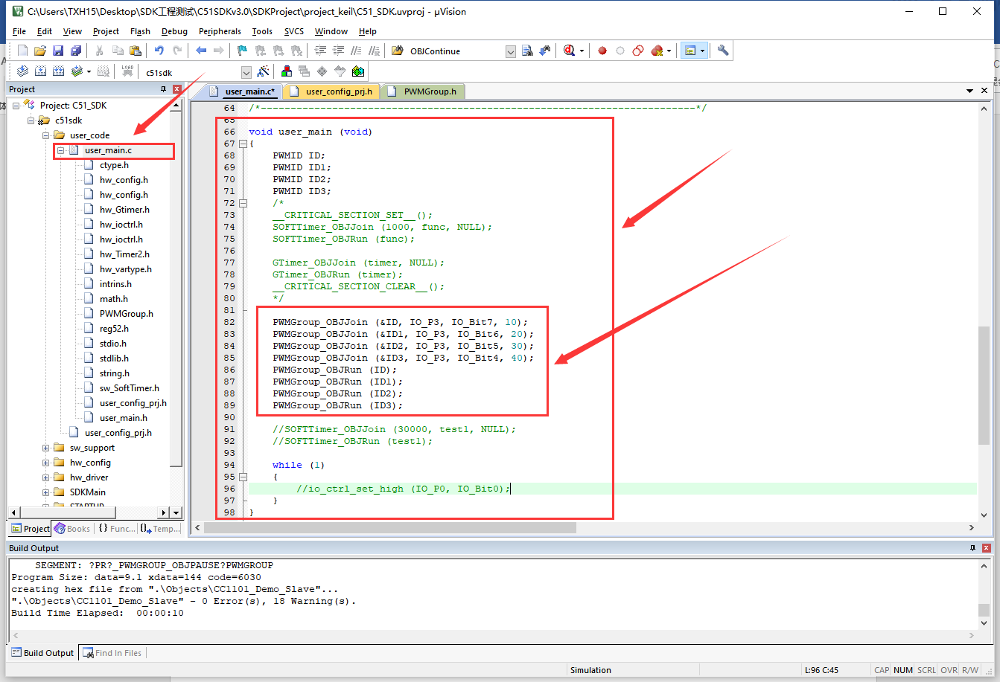 C:\Users\TXH15\Desktop\SDK工程测试\C51SDKv3.0\SDKProject\project_keil\C51_SDK.uvproj - µVision
File Edit View Project Flash Debug Peripherals Tools SVCS Window Help
OBJContinue
LOAD
c51sdk
Project
Project: C51_SDK
c51sdk
user_code
user_main.c
ctype.h
hw_config.h
hw_config.h
hw_Gtimer.h
hw_ioctrl.h
hw_ioctrl.h
hw_Timer2.h
hw_vartype.h
intrins.h
math.h
PWMGroup.h
reg52.h
stdio.h
stdlib.h
string.h
sw_SoftTimer.h
user_config_prj.h
user_main.h
user_config_prj.h
sw_support
hw_config
hw_driver
SDKMain
STARTUP
Project Books {} Func... Temp...
user_main.c* user_config_prj.h PWMGroup.h
64 /*-------------------------------------------------------------------------*/
65
66 void user_main (void)
67 {
68 PWMID ID;
69 PWMID ID1;
70 PWMID ID2;
71 PWMID ID3;
72 /*
73 __CRITICAL_SECTION_SET__();
74 SOFTTimer_OBJJoin (1000, func, NULL);
75 SOFTTimer_OBJRun (func);
76
77 GTimer_OBJJoin (timer, NULL);
78 GTimer_OBJRun (timer);
79 __CRITICAL_SECTION_CLEAR__();
80 */
81
82 PWMGroup_OBJJoin (&ID, IO_P3, IO_Bit7, 10);
83 PWMGroup_OBJJoin (&ID1, IO_P3, IO_Bit6, 20);
84 PWMGroup_OBJJoin (&ID2, IO_P3, IO_Bit5, 30);
85 PWMGroup_OBJJoin (&ID3, IO_P3, IO_Bit4, 40);
86 PWMGroup_OBJRun (ID);
87 PWMGroup_OBJRun (ID1);
88 PWMGroup_OBJRun (ID2);
89 PWMGroup_OBJRun (ID3);
90
91 //SOFTTimer_OBJJoin (30000, test1, NULL);
92 //SOFTTimer_OBJRun (test1);
93
94 while (1)
95 {
96 //io_ctrl_set_high (IO_P0, IO_Bit0);
97 }
98 }
Build Output
SEGMENT: ?PR?_PWMGROUP_OBJPAUSE?PWMGROUP
Program Size: data=9.1 xdata=144 code=6030
creating hex file from ".\Objects\CC1101_Demo_Slave"...
".\Objects\CC1101_Demo_Slave" - 0 Error(s), 18 Warning(s).
Build Time Elapsed:  00:00:10
Build Output Find In Files
Simulation L:96 C:45 CAP NUM SCRL OVR R/W